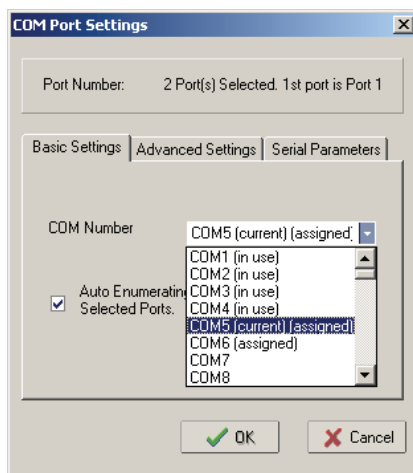 COM Port Settings
Port Number: 2 Port(s) Selected. 1st port is Port 1
Basic Settings Advanced Settings Serial Parameters
COM Number COM5 (current) (assigned)
COM1 (in use)
COM2 (in use)
Auto Enumerating COM3 (in use)
Selected Ports. COM4 (in use)
COM5 (current) (assigned)
COM6 (assigned)
COM7
COM8
OK Cancel